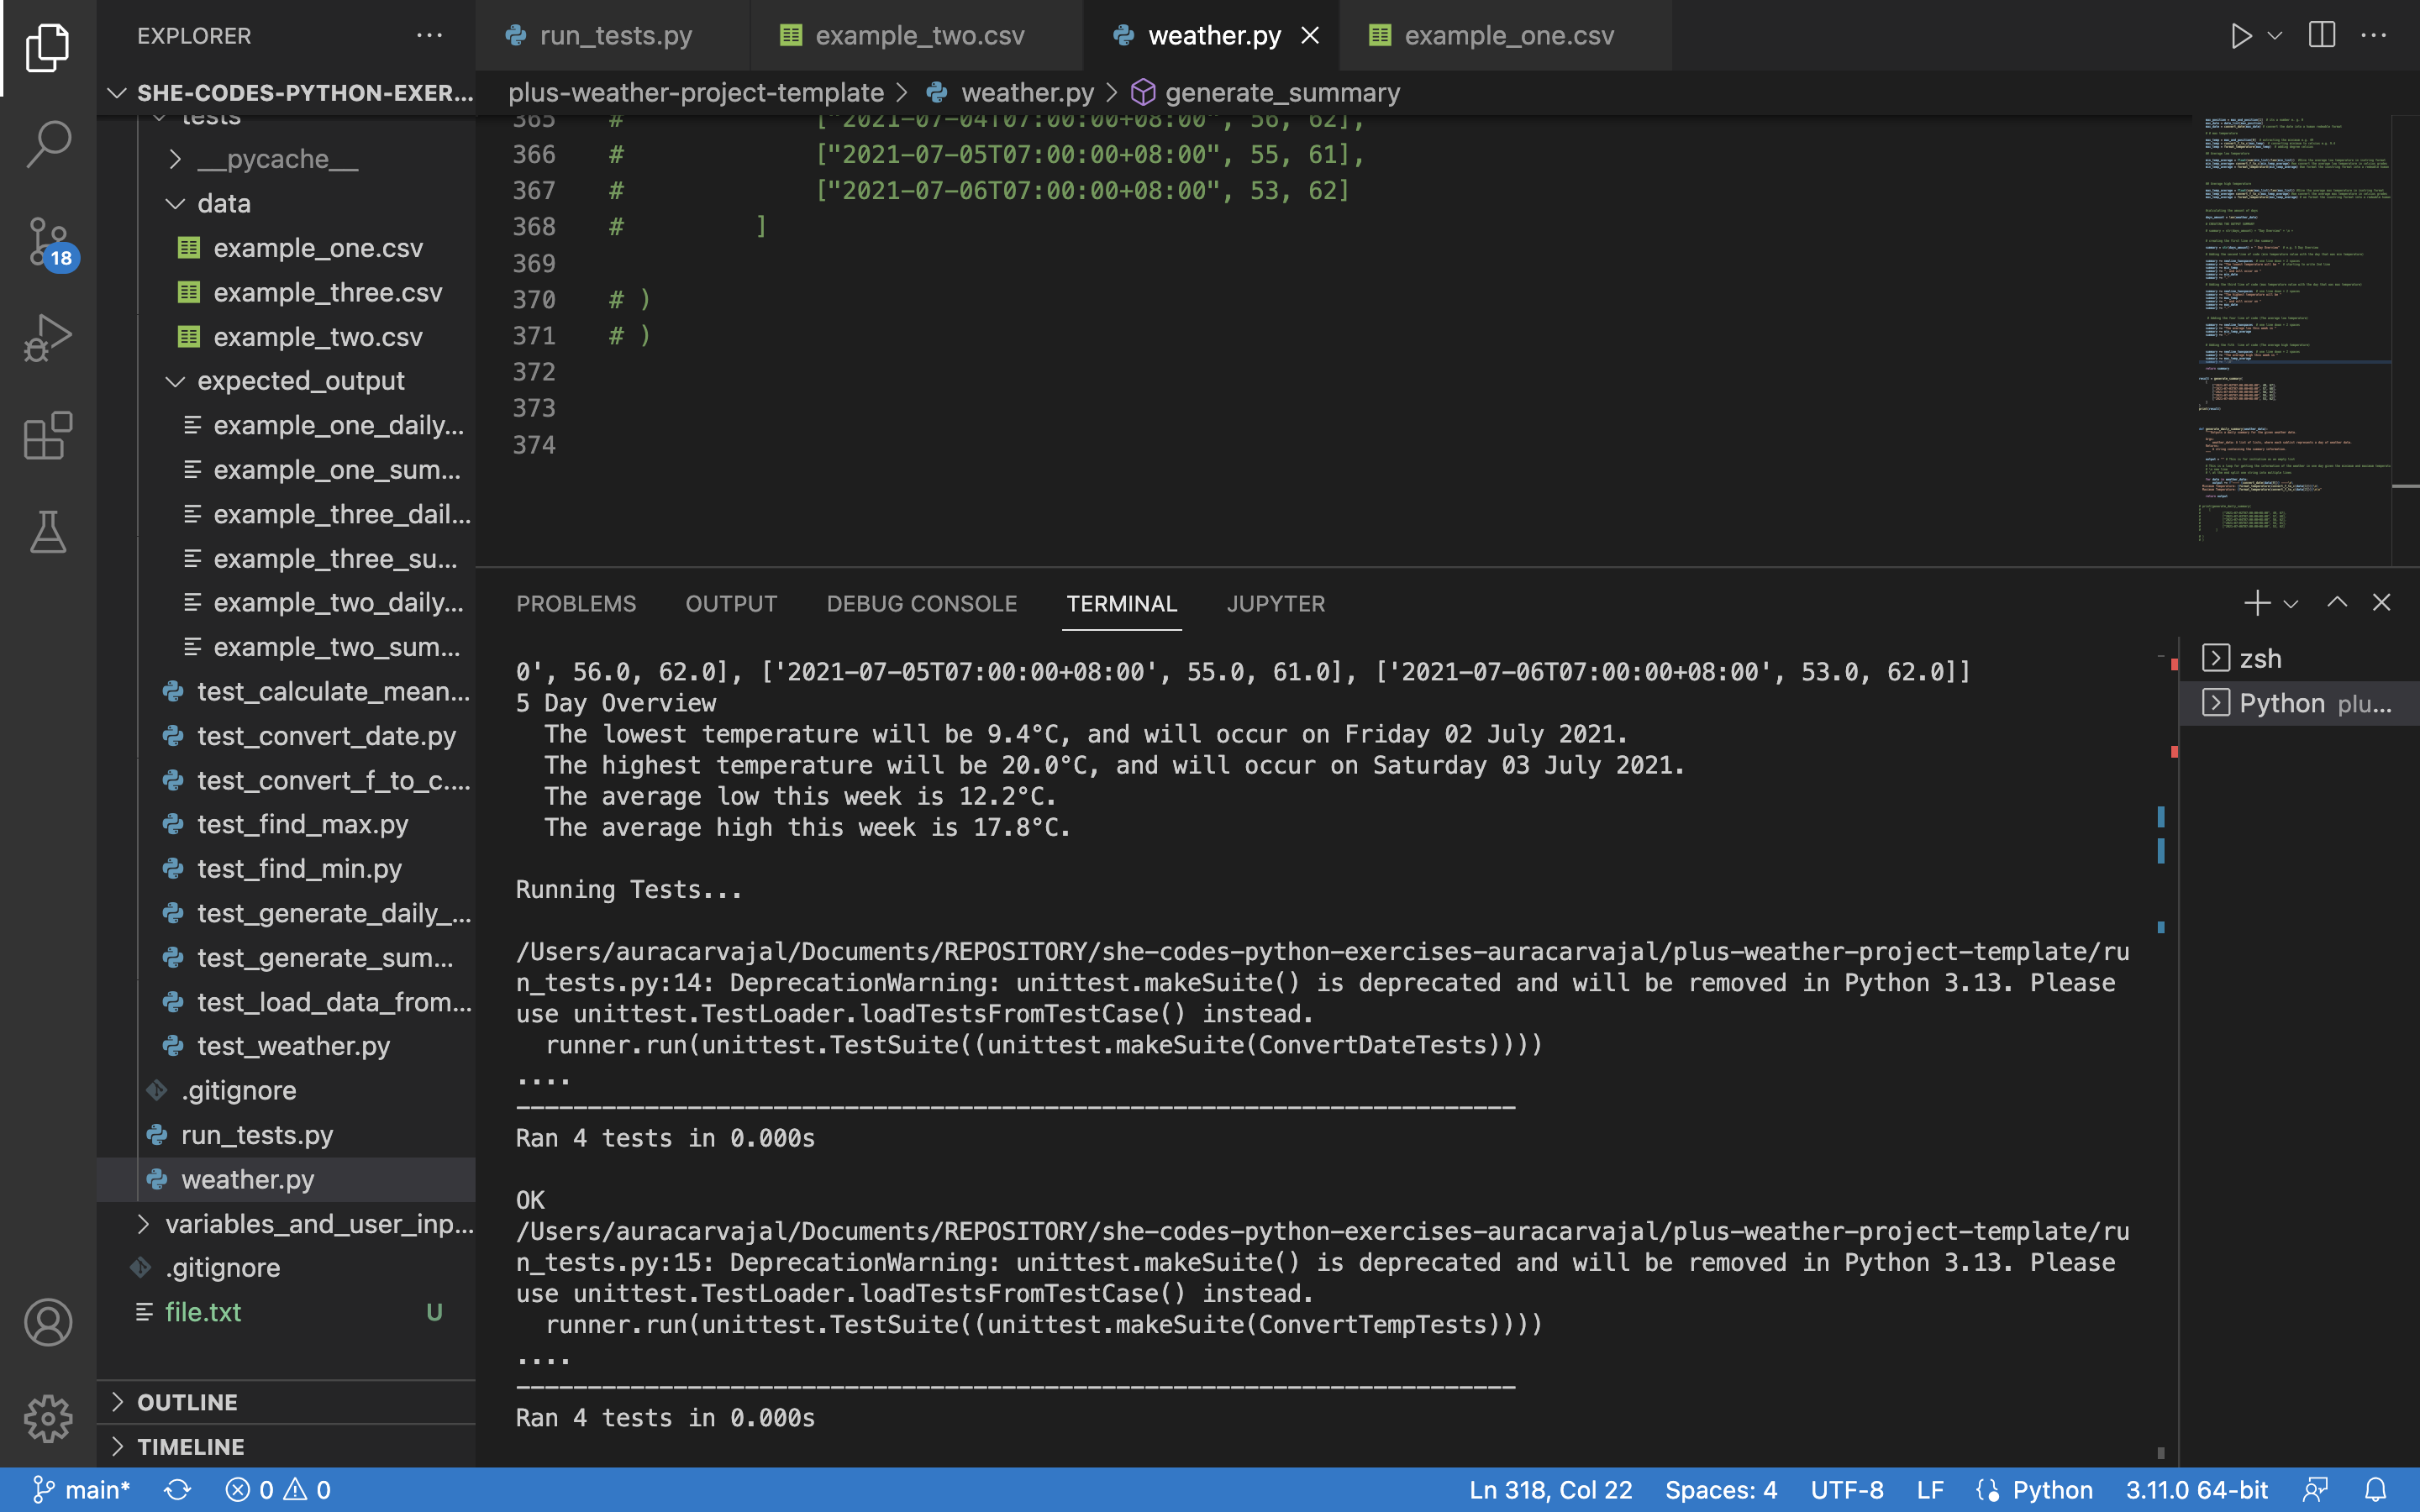 EXPLORER
run_tests.py
example_two.csv
weather.py
example_one.csv
SHE-CODES-PYTHON-EXER...
plus-weather-project-template > weather.py > generate_summary
tests
__pycache__
data
example_one.csv
example_three.csv
example_two.csv
expected_output
example_one_daily...
example_one_sum...
example_three_dail...
example_three_su...
example_two_daily...
example_two_sum...
test_calculate_mean...
test_convert_date.py
test_convert_f_to_c....
test_find_max.py
test_find_min.py
test_generate_daily_...
test_generate_sum...
test_load_data_from...
test_weather.py
.gitignore
run_tests.py
weather.py
variables_and_user_inp...
.gitignore
file.txt U
OUTLINE
TIMELINE
18
365 # ["2021-07-04T07:00:00+08:00", 56, 62],
366 # ["2021-07-05T07:00:00+08:00", 55, 61],
367 # ["2021-07-06T07:00:00+08:00", 53, 62]
368 # ]
369
370 # )
371 # )
372
373
374
PROBLEMS OUTPUT DEBUG CONSOLE TERMINAL JUPYTER
0', 56.0, 62.0], ['2021-07-05T07:00:00+08:00', 55.0, 61.0], ['2021-07-06T07:00:00+08:00', 53.0, 62.0]]
5 Day Overview
The lowest temperature will be 9.4°C, and will occur on Friday 02 July 2021.
The highest temperature will be 20.0°C, and will occur on Saturday 03 July 2021.
The average low this week is 12.2°C.
The average high this week is 17.8°C.
Running Tests...
/Users/auracarvajal/Documents/REPOSITORY/she-codes-python-exercises-auracarvajal/plus-weather-project-template/ru
n_tests.py:14: DeprecationWarning: unittest.makeSuite() is deprecated and will be removed in Python 3.13. Please
use unittest.TestLoader.loadTestsFromTestCase() instead.
runner.run(unittest.TestSuite((unittest.makeSuite(ConvertDateTests))))
....
----------------------------------------------------------------------
Ran 4 tests in 0.000s
OK
/Users/auracarvajal/Documents/REPOSITORY/she-codes-python-exercises-auracarvajal/plus-weather-project-template/ru
n_tests.py:15: DeprecationWarning: unittest.makeSuite() is deprecated and will be removed in Python 3.13. Please
use unittest.TestLoader.loadTestsFromTestCase() instead.
runner.run(unittest.TestSuite((unittest.makeSuite(ConvertTempTests))))
....
----------------------------------------------------------------------
Ran 4 tests in 0.000s
zsh
Python plu...
main* 0 0
Ln 318, Col 22 Spaces: 4 UTF-8 LF Python 3.11.0 64-bit